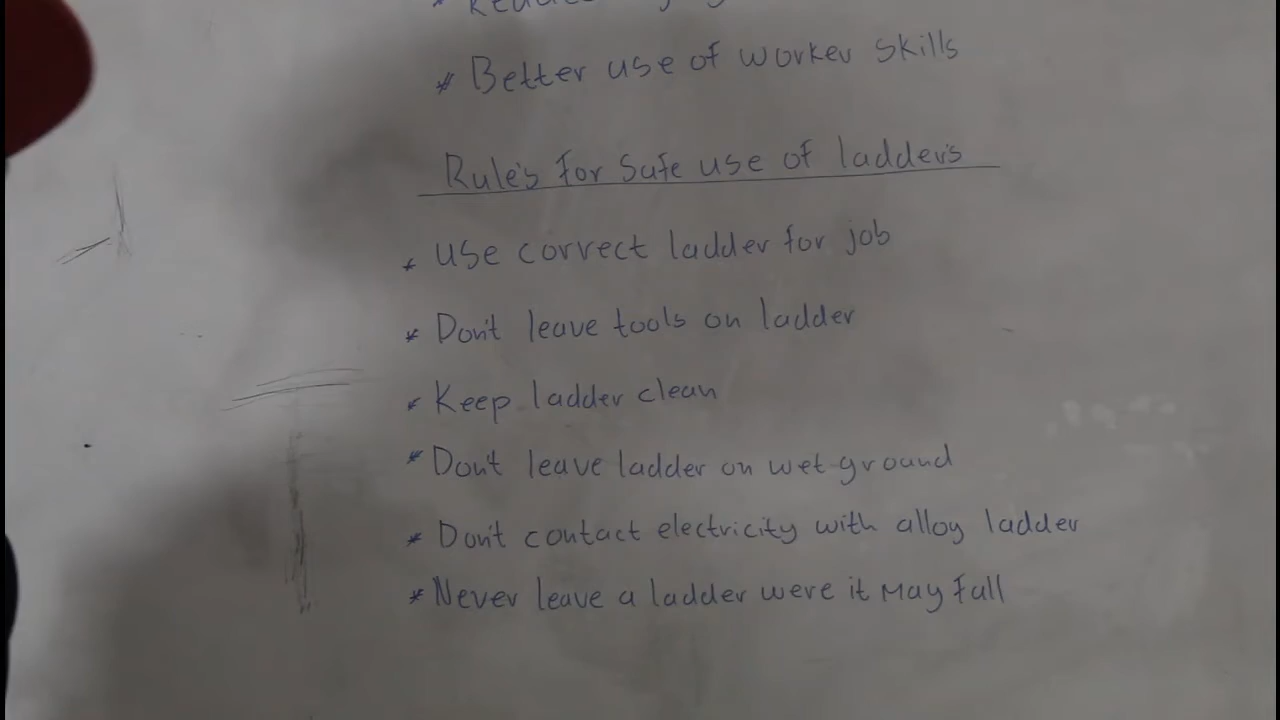 * Better use of worker skills
Rule's for safe use of ladder's
* Use correct ladder for job
* Don't leave tools on ladder
* Keep ladder clean
* Don't leave ladder on wet ground
* Don't contact electricity with alloy ladder
* Never leave a ladder were it May fall